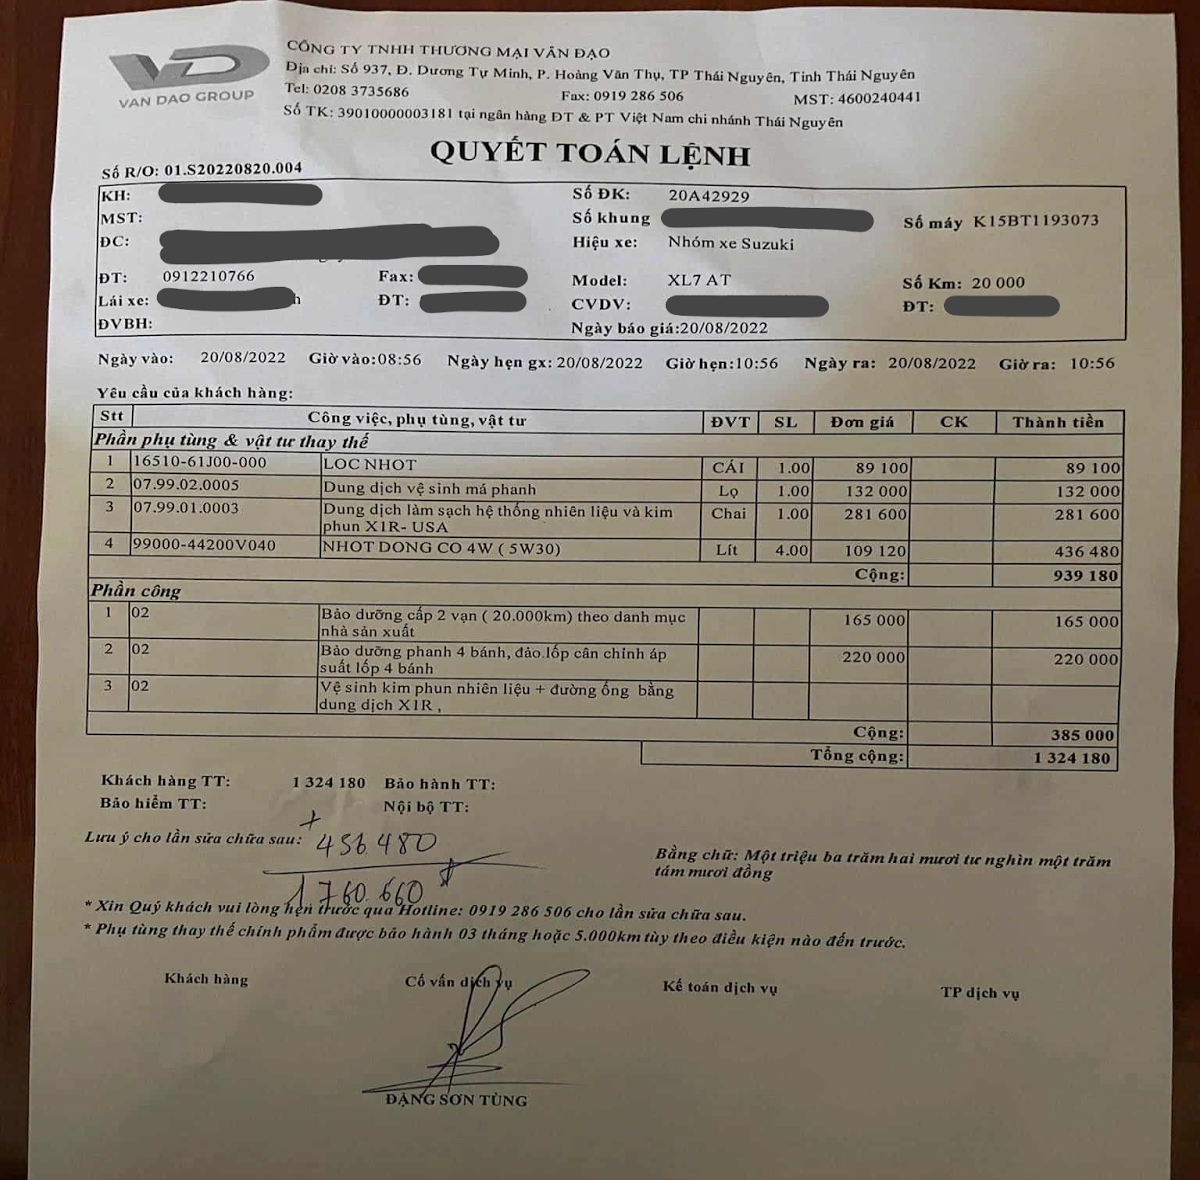 VAN DAO GROUP
CÔNG TY TNHH THƯƠNG MẠI VÂN ĐẠO
Địa chỉ: Số 937, Đ. Dương Tự Minh, P. Hoàng Văn Thụ, TP Thái Nguyên, Tỉnh Thái Nguyên
Tel: 0208 3735686 Fax: 0919 286 506 MST: 4600240441
Số TK: 39010000003181 tại ngân hàng ĐT & PT Việt Nam chi nhánh Thái Nguyên
QUYẾT TOÁN LỆNH
Số R/O: 01.S20220820.004
KH: Số ĐK: 20A42929
MST: Số khung Số máy K15BT1193073
ĐC: Hiệu xe: Nhóm xe Suzuki
ĐT: 0912210766 Fax: Model: XL7 AT Số Km: 20 000
Lái xe: ĐT: CVDV: ĐT:
ĐVBH: Ngày báo giá:20/08/2022
Ngày vào: 20/08/2022 Giờ vào:08:56 Ngày hẹn gx: 20/08/2022 Giờ hẹn:10:56 Ngày ra: 20/08/2022 Giờ ra: 10:56
Yêu cầu của khách hàng:
Stt Công việc, phụ tùng, vật tư ĐVT SL Đơn giá CK Thành tiền
Phần phụ tùng & vật tư thay thế
1 16510-61J00-000 LOC NHOT CÁI 1.00 89 100 89 100
2 07.99.02.0005 Dung dịch vệ sinh má phanh Lọ 1.00 132 000 132 000
3 07.99.01.0003 Dung dịch làm sạch hệ thống nhiên liệu và kim Chai 1.00 281 600 281 600
phun X1R- USA
4 99000-44200V040 NHOT DONG CO 4W ( 5W30) Lít 4.00 109 120 436 480
Cộng: 939 180
Phần công
1 02 Bảo dưỡng cấp 2 vạn ( 20.000km) theo danh mục 165 000 165 000
nhà sản xuất
2 02 Bảo dưỡng phanh 4 bánh, đảo.lốp cân chỉnh áp 220 000 220 000
suất lốp 4 bánh
3 02 Vệ sinh kim phun nhiên liệu + đường ống bằng
dung dịch X1R ,
Cộng: 385 000
Tổng cộng: 1 324 180
Khách hàng TT: 1 324 180 Bảo hành TT:
Bảo hiểm TT: Nội bộ TT:
+
Lưu ý cho lần sửa chữa sau: 436.480
Bằng chữ: Một triệu ba trăm hai mươi tư nghìn một trăm
tám mươi đồng
1 760.660
* Xin Quý khách vui lòng hẹn trước qua Hotline: 0919 286 506 cho lần sửa chữa sau.
* Phụ tùng thay thế chính phẩm được bảo hành 03 tháng hoặc 5.000km tùy theo điều kiện nào đến trước.
Khách hàng Cố vấn dịch vụ Kế toán dịch vụ TP dịch vụ
ĐẶNG SƠN TÙNG